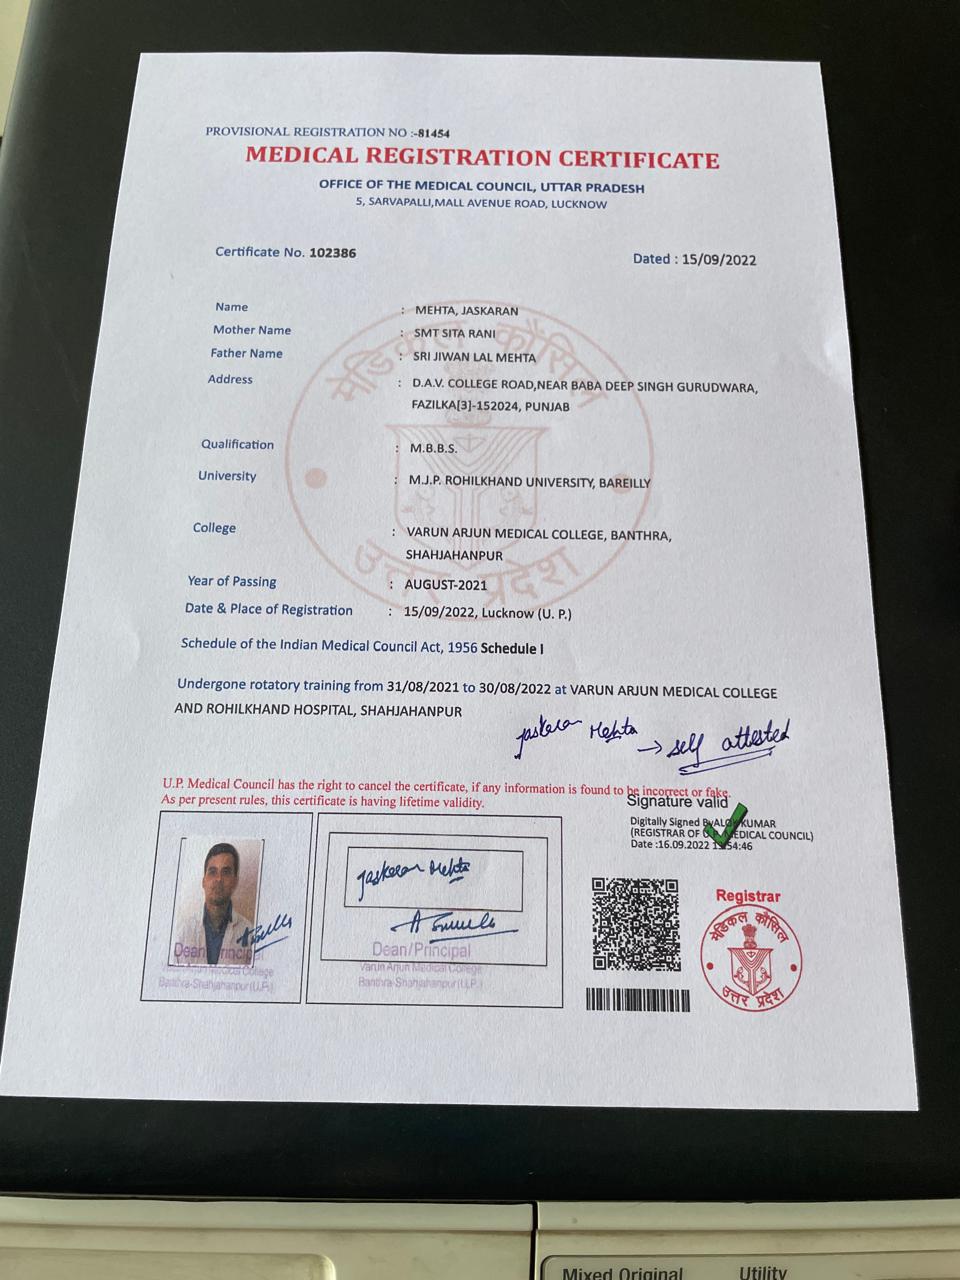 PROVISIONAL REGISTRATION NO :-81454
MEDICAL REGISTRATION CERTIFICATE
OFFICE OF THE MEDICAL COUNCIL, UTTAR PRADESH
5, SARVAPALLI,MALL AVENUE ROAD, LUCKNOW
Certificate No. 102386 Dated : 15/09/2022
Name : MEHTA, JASKARAN
Mother Name : SMT SITA RANI
Father Name : SRI JIWAN LAL MEHTA
Address : D.A.V. COLLEGE ROAD,NEAR BABA DEEP SINGH GURUDWARA,
FAZILKA[3]-152024, PUNJAB
Qualification : M.B.B.S.
University : M.J.P. ROHILKHAND UNIVERSITY, BAREILLY
College : VARUN ARJUN MEDICAL COLLEGE, BANTHRA,
SHAHJAHANPUR
Year of Passing : AUGUST-2021
Date & Place of Registration : 15/09/2022, Lucknow (U. P.)
मेडिकल कौंसिल
उत्तर प्रदेश
Schedule of the Indian Medical Council Act, 1956 Schedule I
Undergone rotatory training from 31/08/2021 to 30/08/2022 at VARUN ARJUN MEDICAL COLLEGE
AND ROHILKHAND HOSPITAL, SHAHJAHANPUR
Jaskaran Mehta → self attested
U.P. Medical Council has the right to cancel the certificate, if any information is found to be incorrect or fake.
As per present rules, this certificate is having lifetime validity.
Signature valid
Digitally Signed By KUMAR
(REGISTRAR OF MEDICAL COUNCIL)
Date :16.09.2022 54:46
Jaskaran Mehta
Dean/Principal
Varun Arjun Medical College
Banthra-Shahjahanpur(U.P.)
Dean/Principal
Varun Arjun Medical College
Banthra-Shahjahanpur(U.P.)
Registrar
मेडिकल कौंसिल
उत्तर प्रदेश
Mixed Original Utility